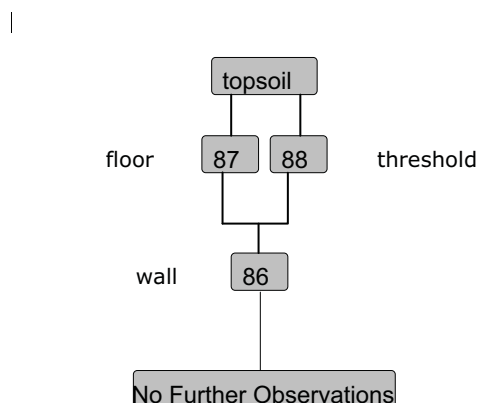 topsoil
floor 87 88 threshold
wall 86
No Further Observations